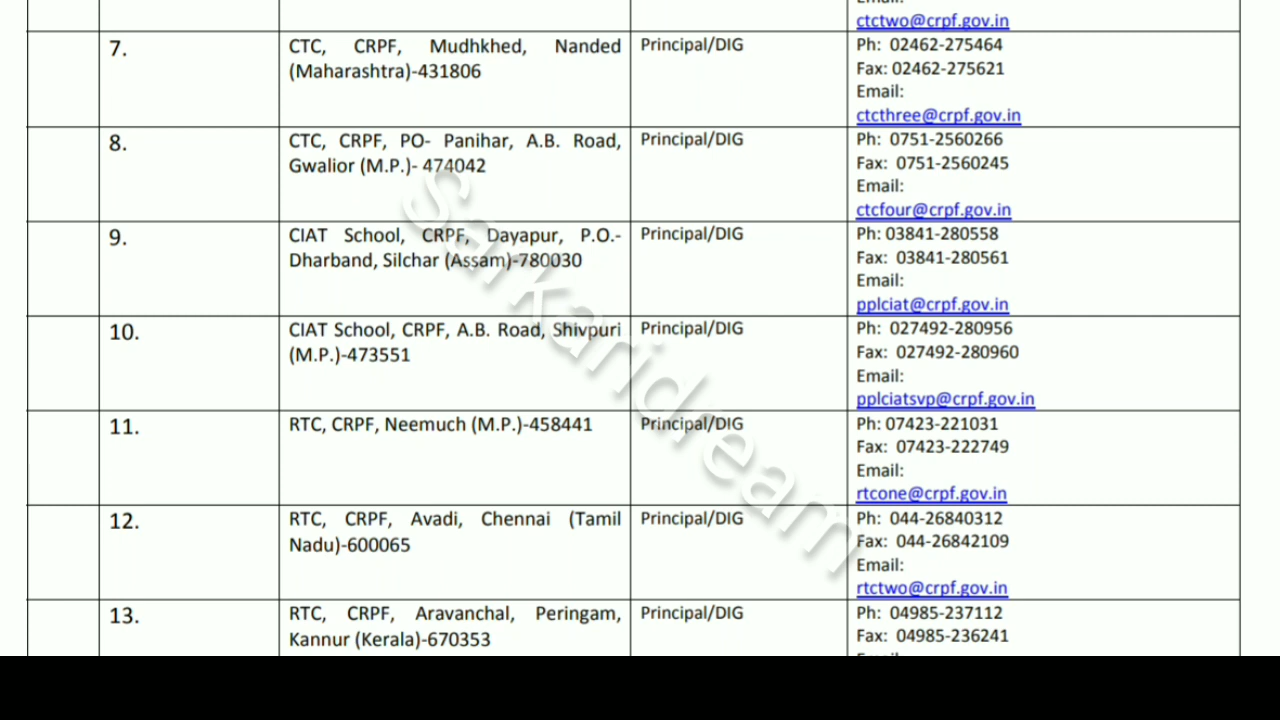 ctctwo@crpf.gov.in
7.
CTC, CRPF, Mudhkhed, Nanded
(Maharashtra)-431806
Principal/DIG
Ph: 02462-275464
Fax: 02462-275621
Email:
ctcthree@crpf.gov.in
8.
CTC, CRPF, PO- Panihar, A.B. Road,
Gwalior (M.P.)- 474042
Principal/DIG
Ph: 0751-2560266
Fax: 0751-2560245
Email:
ctcfour@crpf.gov.in
9.
CIAT School, CRPF, Dayapur, P.O.-
Dharband, Silchar (Assam)-780030
Principal/DIG
Ph: 03841-280558
Fax: 03841-280561
Email:
pplciat@crpf.gov.in
10.
CIAT School, CRPF, A.B. Road, Shivpuri
(M.P.)-473551
Principal/DIG
Ph: 027492-280956
Fax: 027492-280960
Email:
pplciatsvp@crpf.gov.in
11.
RTC, CRPF, Neemuch (M.P.)-458441
Principal/DIG
Ph: 07423-221031
Fax: 07423-222749
Email:
rtcone@crpf.gov.in
12.
RTC, CRPF, Avadi, Chennai (Tamil
Nadu)-600065
Principal/DIG
Ph: 044-26840312
Fax: 044-26842109
Email:
rtctwo@crpf.gov.in
13.
RTC, CRPF, Aravanchal, Peringam,
Kannur (Kerala)-670353
Principal/DIG
Ph: 04985-237112
Fax: 04985-236241
Sarkaridream